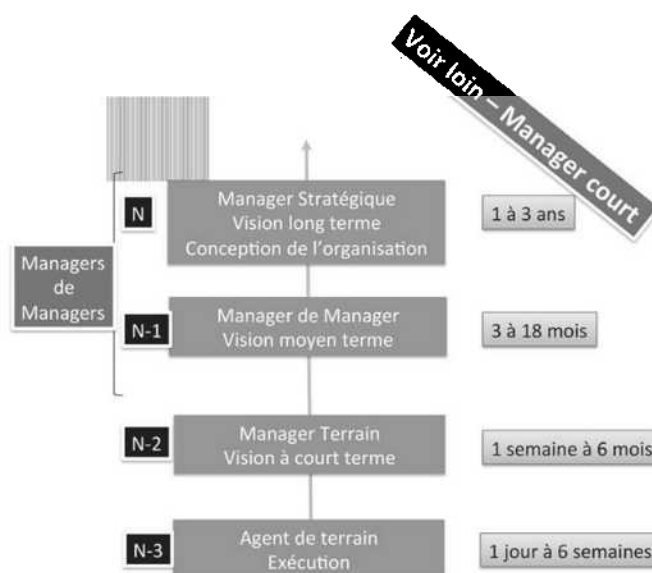 Voir loin – Manager court
N
Manager Stratégique
Vision long terme
Conception de l'organisation
1 à 3 ans
Managers
de
Managers
N-1
Manager de Manager
Vision moyen terme
3 à 18 mois
N-2
Manager Terrain
Vision à court terme
1 semaine à 6 mois
N-3
Agent de terrain
Exécution
1 jour à 6 semaines